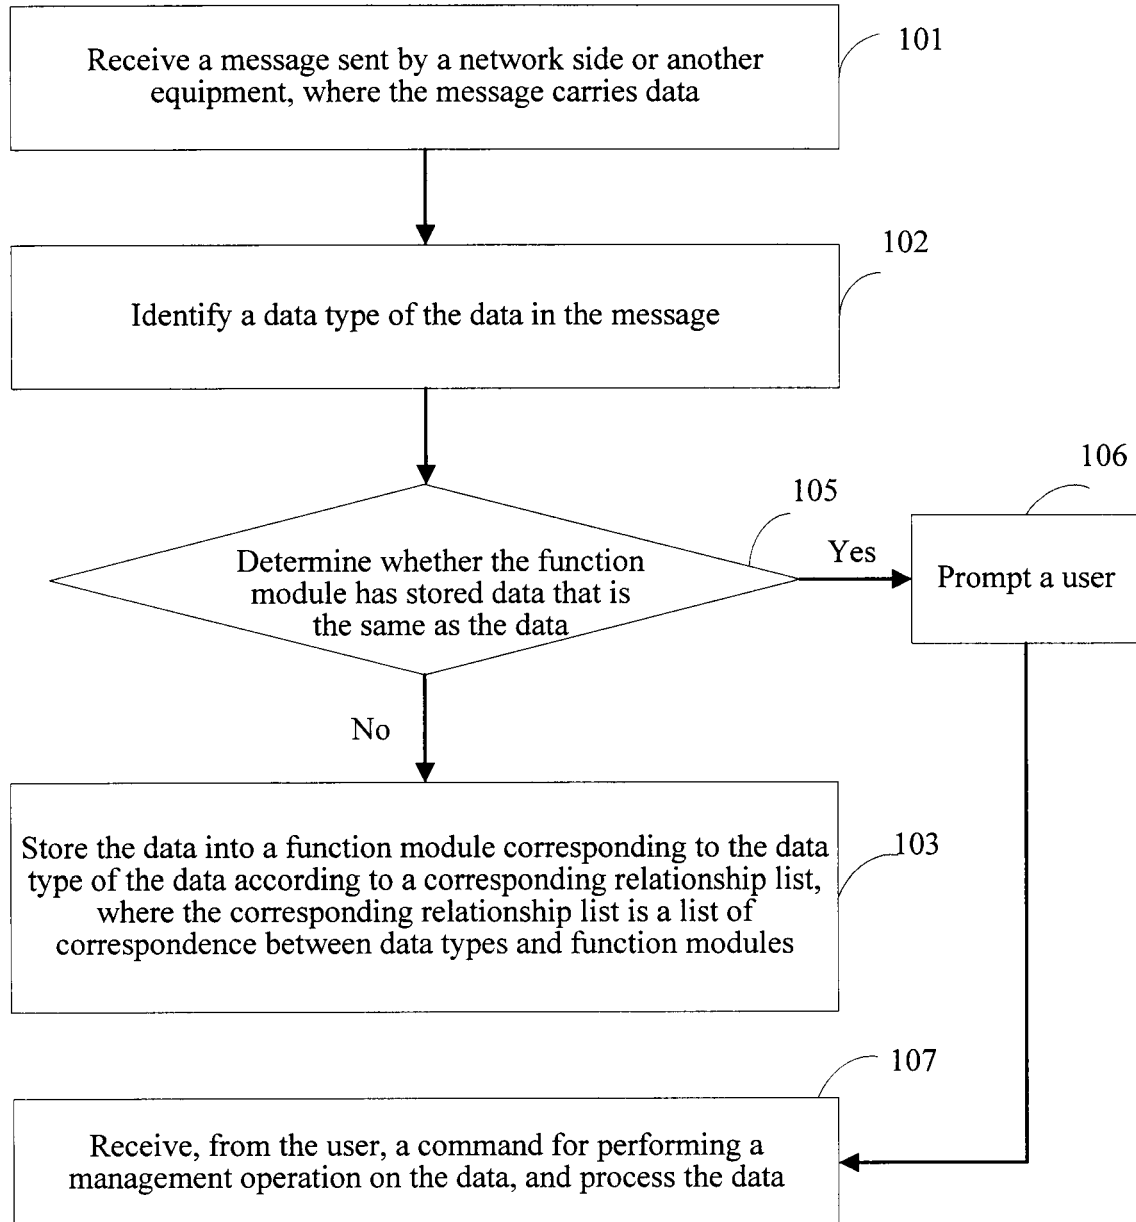 Receive a message sent by a network side or another
equipment, where the message carries data
101
Identify a data type of the data in the message
102
Determine whether the function
module has stored data that is
the same as the data
105
Yes
Prompt a user
106
No
Store the data into a function module corresponding to the data
type of the data according to a corresponding relationship list,
where the corresponding relationship list is a list of
correspondence between data types and function modules
103
Receive, from the user, a command for performing a
management operation on the data, and process the data
107